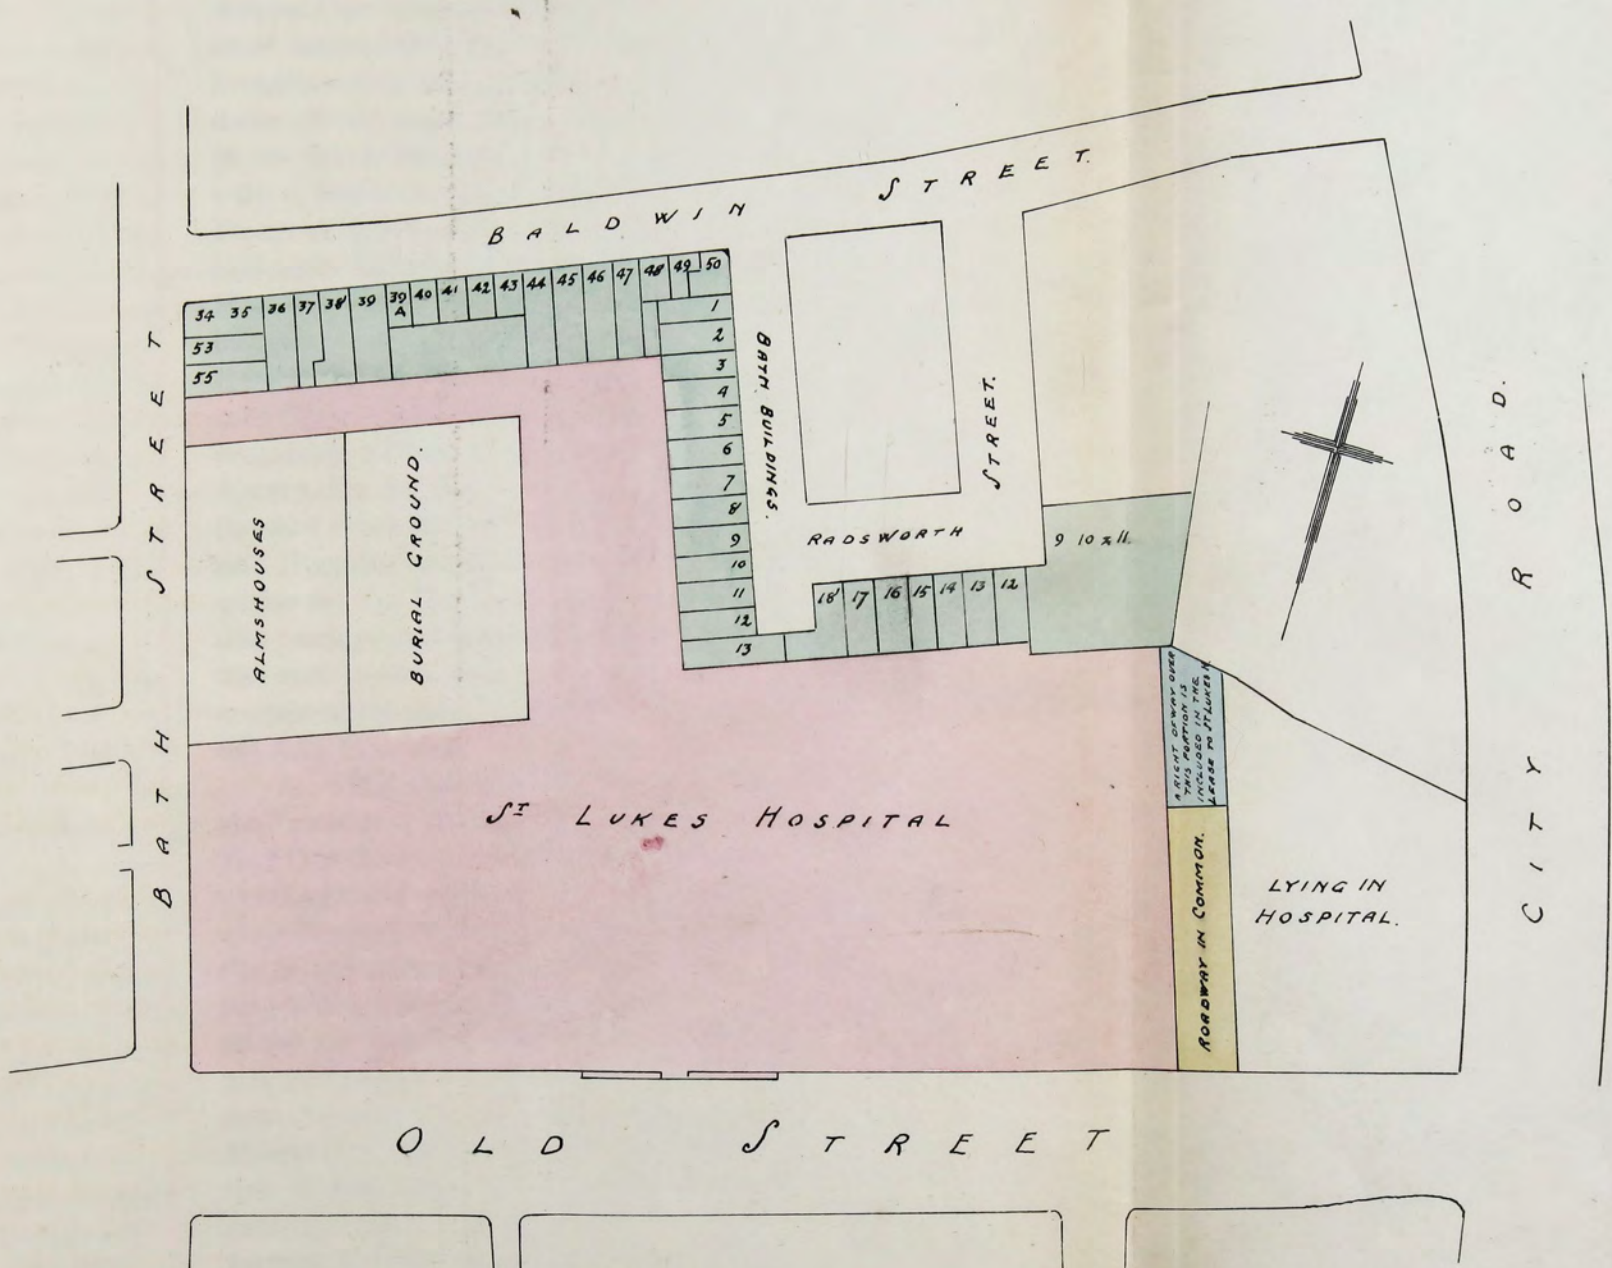 BALDWIN STREET.
34 35 36 37 38 39 39A 40 41 42 43 44 45 46 47 48 49 50
53
55
1
2
3
4
5
6
7
8
9
10
11
12
13
BATH BUILDINGS.
RADSWORTH STREET.
18 17 16 15 14 13 12
9 10 & 11.
BATH STREET
ALMSHOUSES
BURIAL GROUND.
ST LUKES HOSPITAL
A RIGHT OF WAY OVER
THIS PORTION IS
INCLUDED IN THE
LEASE TO ST LUKES H.
ROADWAY IN COMMON.
LYING IN
HOSPITAL.
CITY ROAD.
OLD STREET